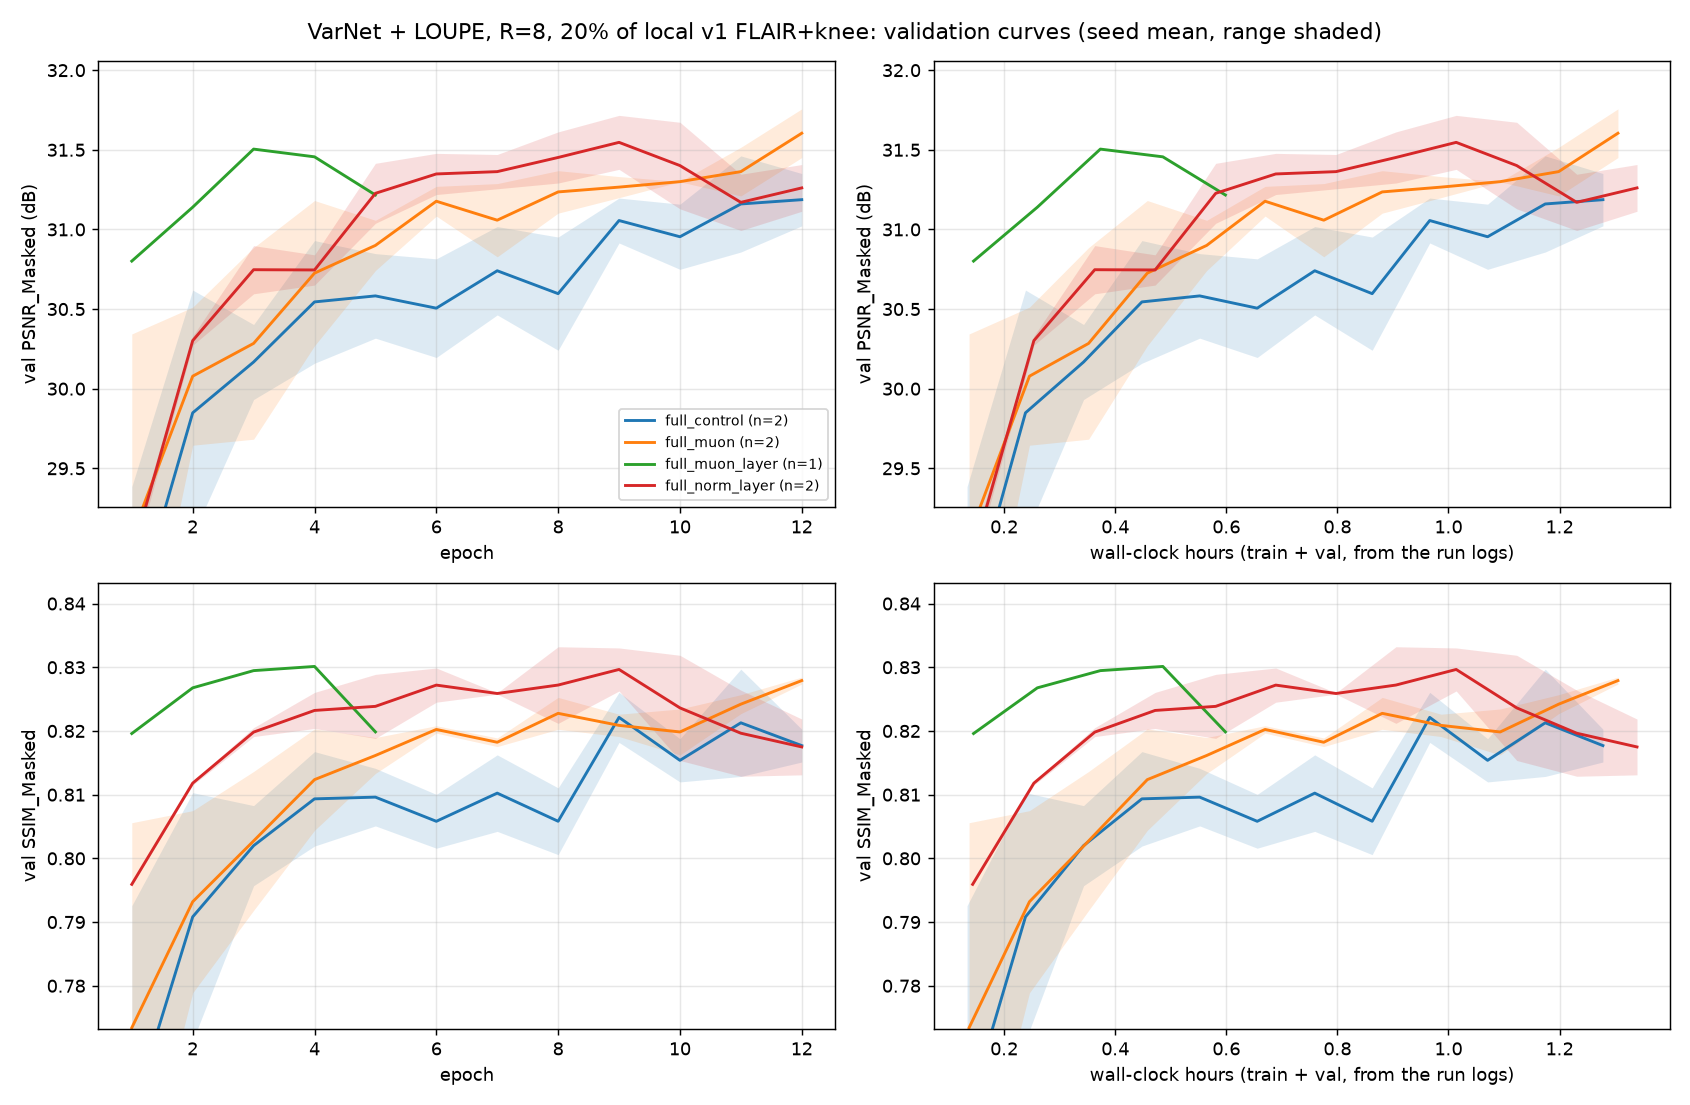 VarNet + LOUPE, R=8, 20% of local v1 FLAIR+knee: validation curves (seed mean, range shaded)
val PSNR_Masked (dB)
32.0
31.5
31.0
30.5
30.0
29.5
full_control (n=2)
full_muon (n=2)
full_muon_layer (n=1)
full_norm_layer (n=2)
2 4 6 8 10 12
epoch
val PSNR_Masked (dB)
32.0
31.5
31.0
30.5
30.0
29.5
0.2 0.4 0.6 0.8 1.0 1.2
wall-clock hours (train + val, from the run logs)
val SSIM_Masked
0.84
0.83
0.82
0.81
0.80
0.79
0.78
2 4 6 8 10 12
epoch
val SSIM_Masked
0.84
0.83
0.82
0.81
0.80
0.79
0.78
0.2 0.4 0.6 0.8 1.0 1.2
wall-clock hours (train + val, from the run logs)